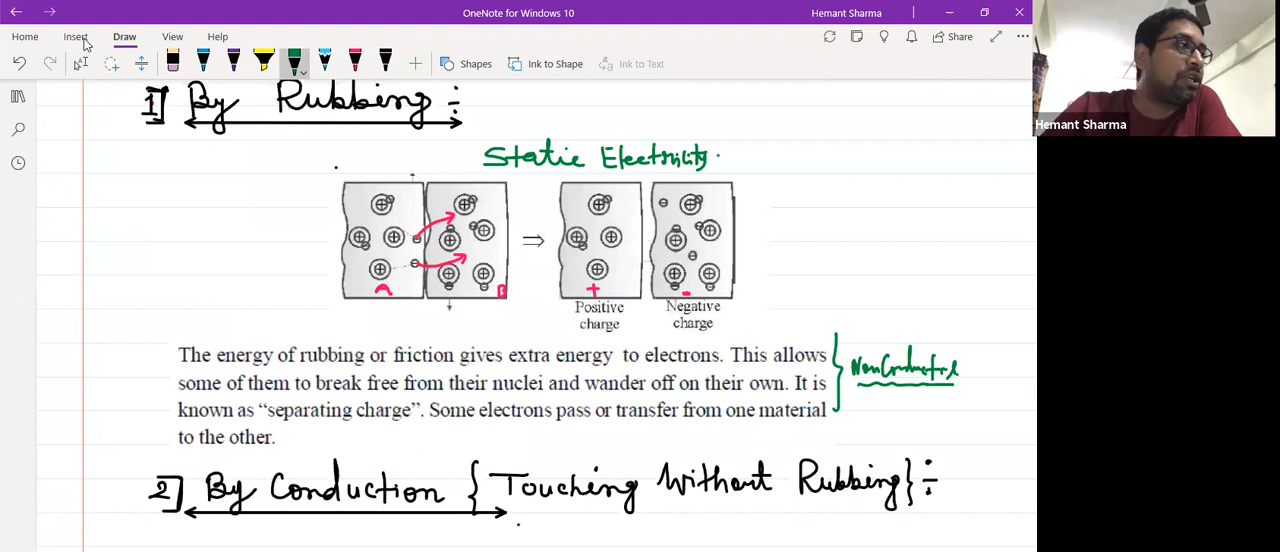 OneNote for Windows 10
Hemant Sharma
Home Insert Draw View Help
Share
Shapes
Ink to Shape
Ink to Text
1] By Rubbing ÷
Static Electricity.
A B + -
Positive charge
Negative charge
The energy of rubbing or friction gives extra energy to electrons. This allows
some of them to break free from their nuclei and wander off on their own. It is
known as “separating charge”. Some electrons pass or transfer from one material
to the other.
2] By Conduction { Touching Without Rubbing } ÷
Hemant Sharma